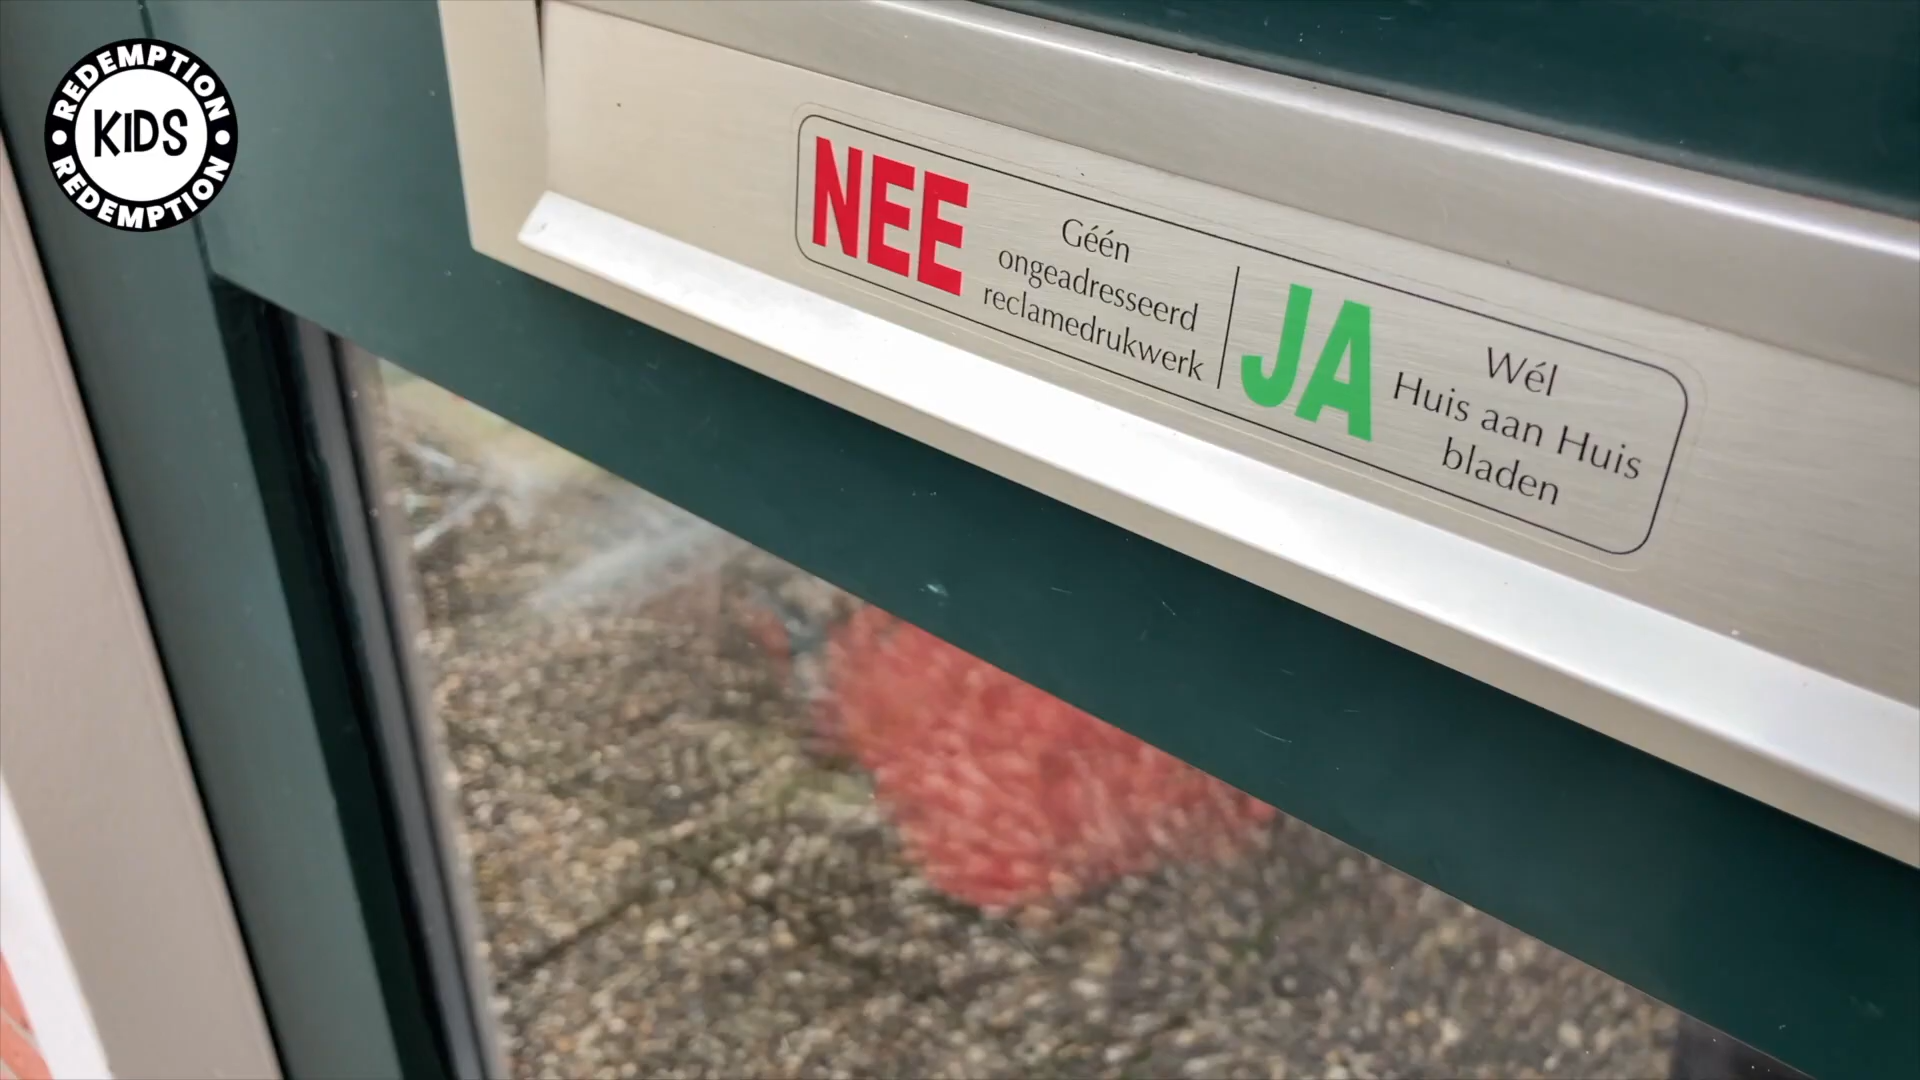 REDEMPTION
KIDS
REDEMPTION
NEE
Géén
ongeadresseerd
reclamedrukwerk
JA
Wél
Huis aan Huis
bladen